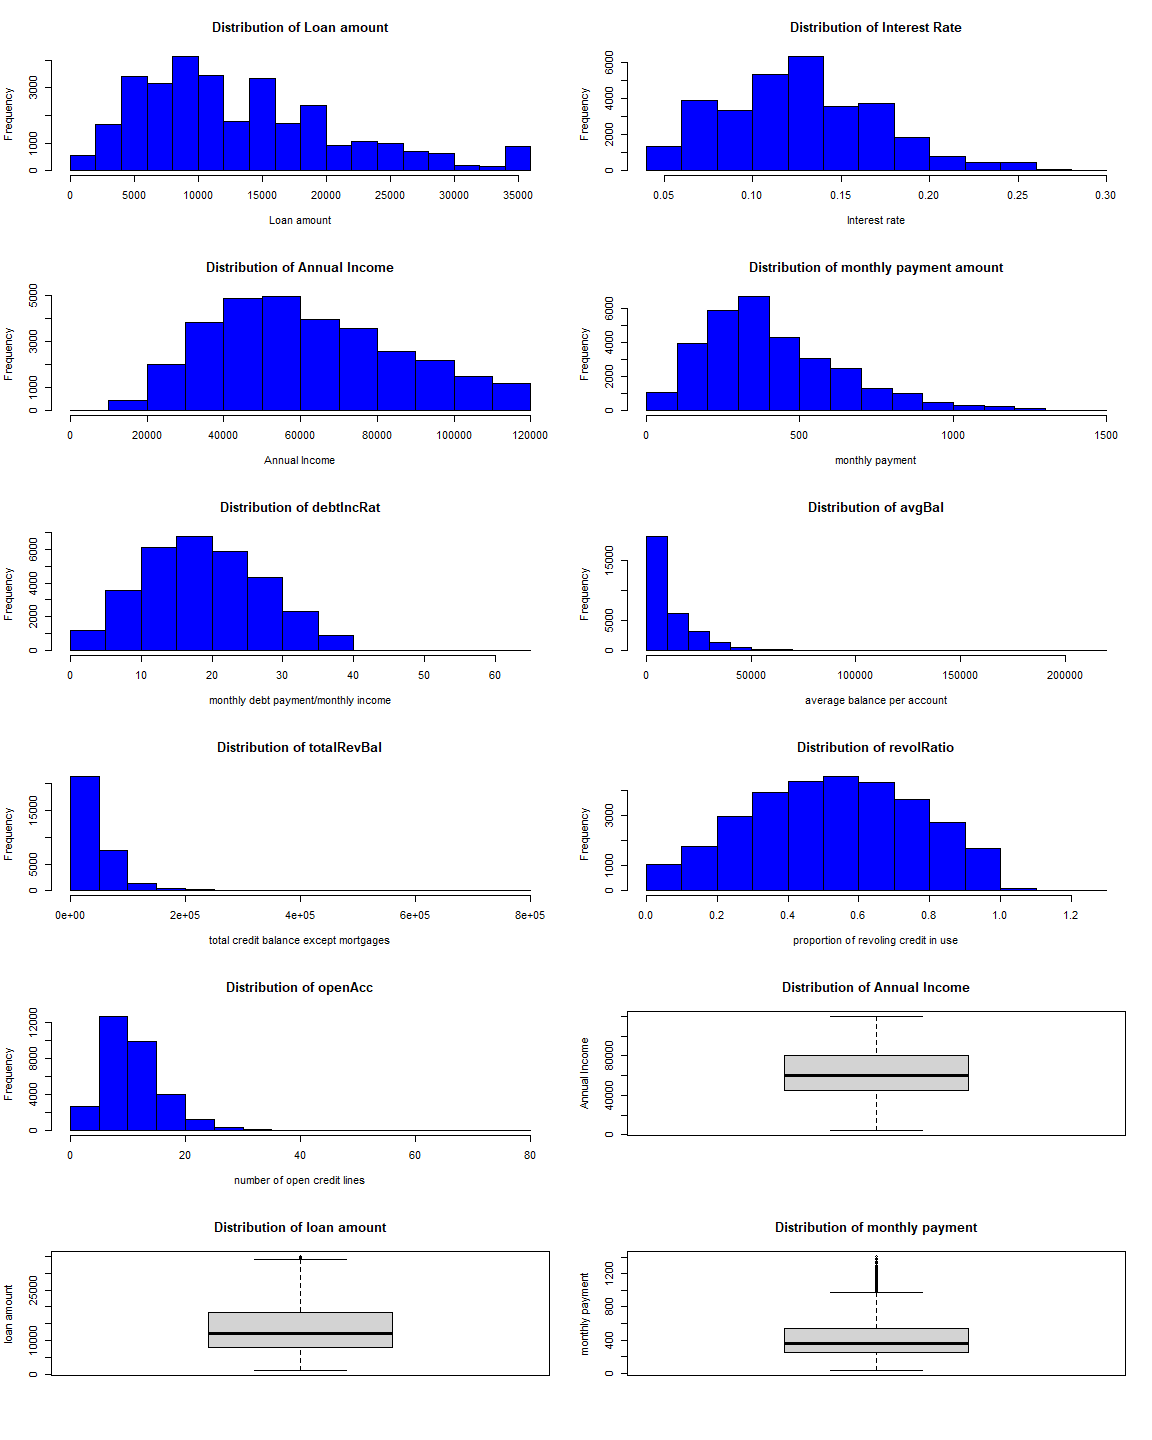 Distribution of Loan amount
Frequency
0 1000 3000
0 5000 10000 15000 20000 25000 30000 35000
Loan amount
Distribution of Interest Rate
Frequency
0 2000 4000 6000
0.05 0.10 0.15 0.20 0.25 0.30
Interest rate
Distribution of Annual Income
Frequency
0 1000 3000 5000
0 20000 40000 60000 80000 100000 120000
Annual Income
Distribution of monthly payment amount
Frequency
0 2000 4000 6000
0 500 1000 1500
monthly payment
Distribution of debtIncRat
Frequency
0 2000 4000 6000
0 10 20 30 40 50 60
monthly debt payment/monthly income
Distribution of avgBal
Frequency
0 5000 15000
0 50000 100000 150000 200000
average balance per account
Distribution of totalRevBal
Frequency
0 5000 15000
0e+00 2e+05 4e+05 6e+05 8e+05
total credit balance except mortgages
Distribution of revolRatio
Frequency
0 1000 3000
0.0 0.2 0.4 0.6 0.8 1.0 1.2
proportion of revoling credit in use
Distribution of openAcc
Frequency
0 4000 8000 12000
0 20 40 60 80
number of open credit lines
Distribution of Annual Income
Annual Income
0 40000 80000
Distribution of loan amount
loan amount
0 10000 25000
Distribution of monthly payment
monthly payment
0 400 800 1200